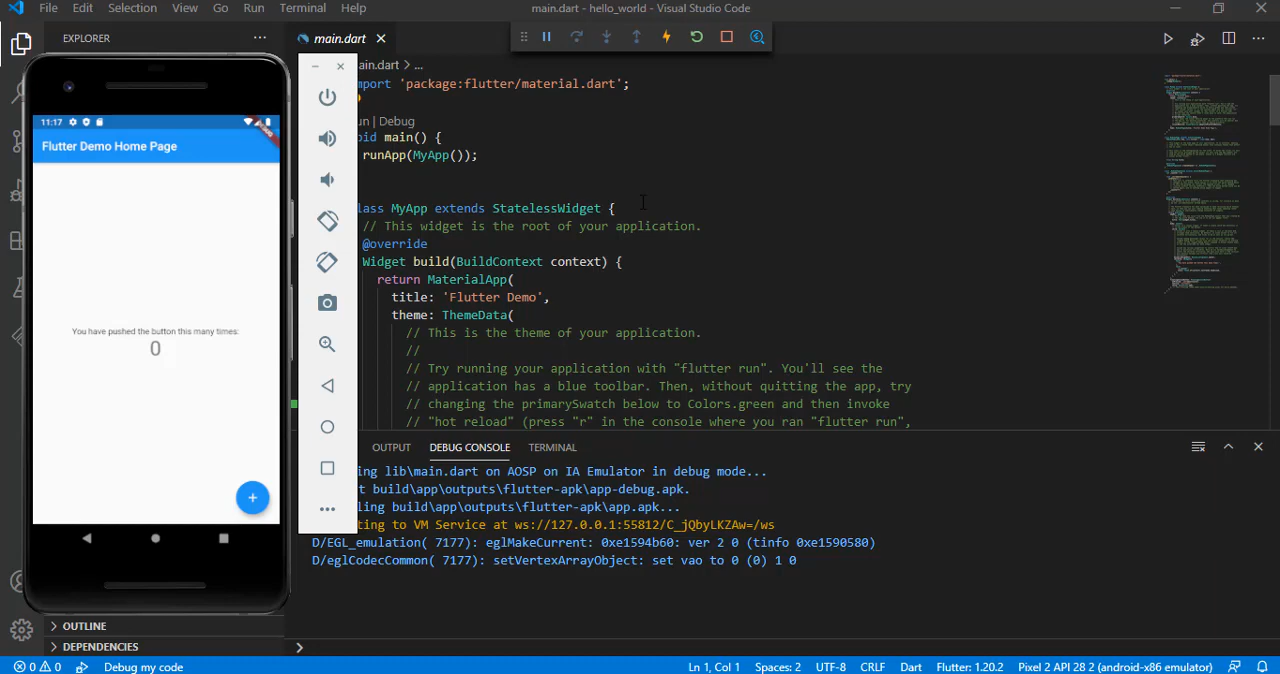 File Edit Selection View Go Run Terminal Help
main.dart - hello_world - Visual Studio Code
EXPLORER
main.dart
ain.dart > ...
mport 'package:flutter/material.dart';
un | Debug
oid main() {
runApp(MyApp());
lass MyApp extends StatelessWidget {
// This widget is the root of your application.
@override
Widget build(BuildContext context) {
return MaterialApp(
title: 'Flutter Demo',
theme: ThemeData(
// This is the theme of your application.
//
// Try running your application with "flutter run". You'll see the
// application has a blue toolbar. Then, without quitting the app, try
// changing the primarySwatch below to Colors.green and then invoke
// "hot reload" (press "r" in the console where you ran "flutter run",
11:17
DEBUG
Flutter Demo Home Page
You have pushed the button this many times:
0
+
OUTPUT DEBUG CONSOLE TERMINAL
ing lib\main.dart on AOSP on IA Emulator in debug mode...
t build\app\outputs\flutter-apk\app-debug.apk.
ling build\app\outputs\flutter-apk\app.apk...
ting to VM Service at ws://127.0.0.1:55812/C_jQbyLKZAw=/ws
D/EGL_emulation( 7177): eglMakeCurrent: 0xe1594b60: ver 2 0 (tinfo 0xe1590580)
D/eglCodecCommon( 7177): setVertexArrayObject: set vao to 0 (0) 1 0
OUTLINE
DEPENDENCIES
0 0 Debug my code
Ln 1, Col 1 Spaces: 2 UTF-8 CRLF Dart Flutter: 1.20.2 Pixel 2 API 28 2 (android-x86 emulator)